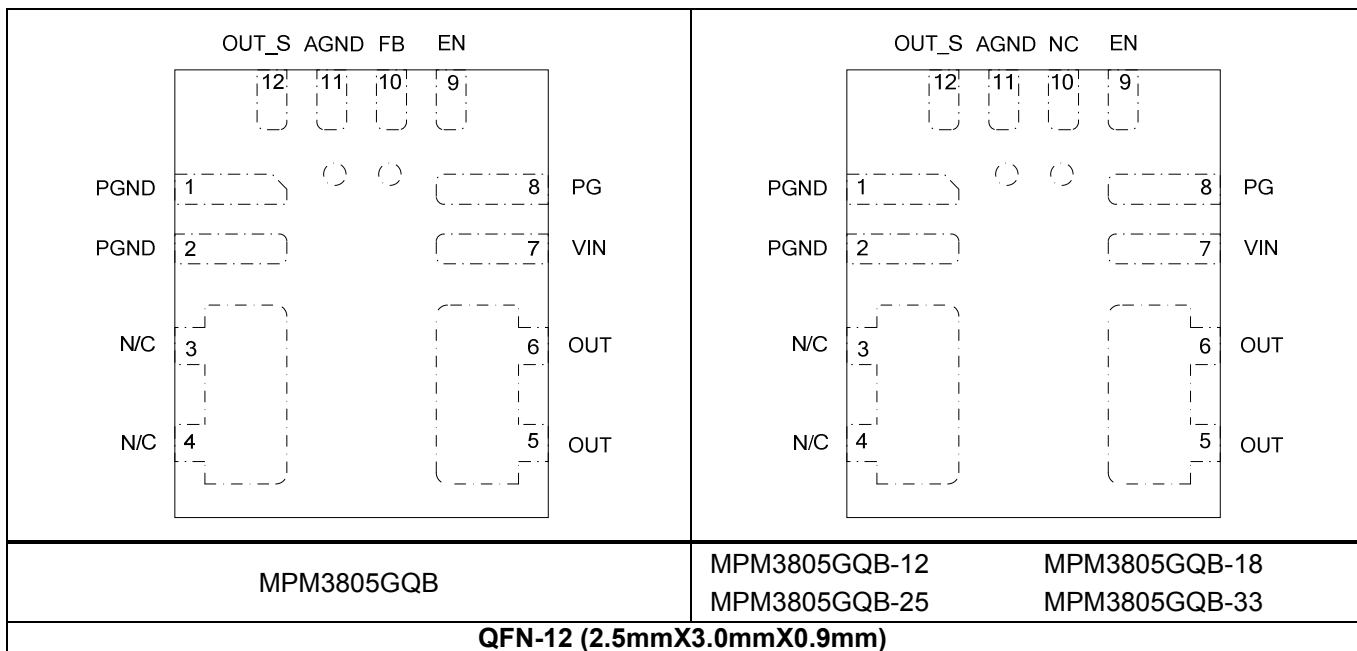 OUT_S AGND FB EN
12 11 10 9
PGND 1 8 PG
PGND 2 7 VIN
N/C 3 6 OUT
N/C 4 5 OUT
MPM3805GQB
OUT_S AGND NC EN
12 11 10 9
PGND 1 8 PG
PGND 2 7 VIN
N/C 3 6 OUT
N/C 4 5 OUT
MPM3805GQB-12 MPM3805GQB-18
MPM3805GQB-25 MPM3805GQB-33
QFN-12 (2.5mmX3.0mmX0.9mm)